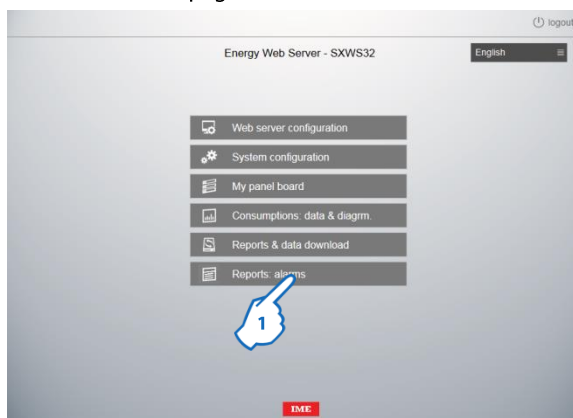 logout
Energy Web Server - SXWS32
English
Web server configuration
System configuration
My panel board
Consumptions: data & diagrm.
Reports & data download
Reports: alarms
1
IME